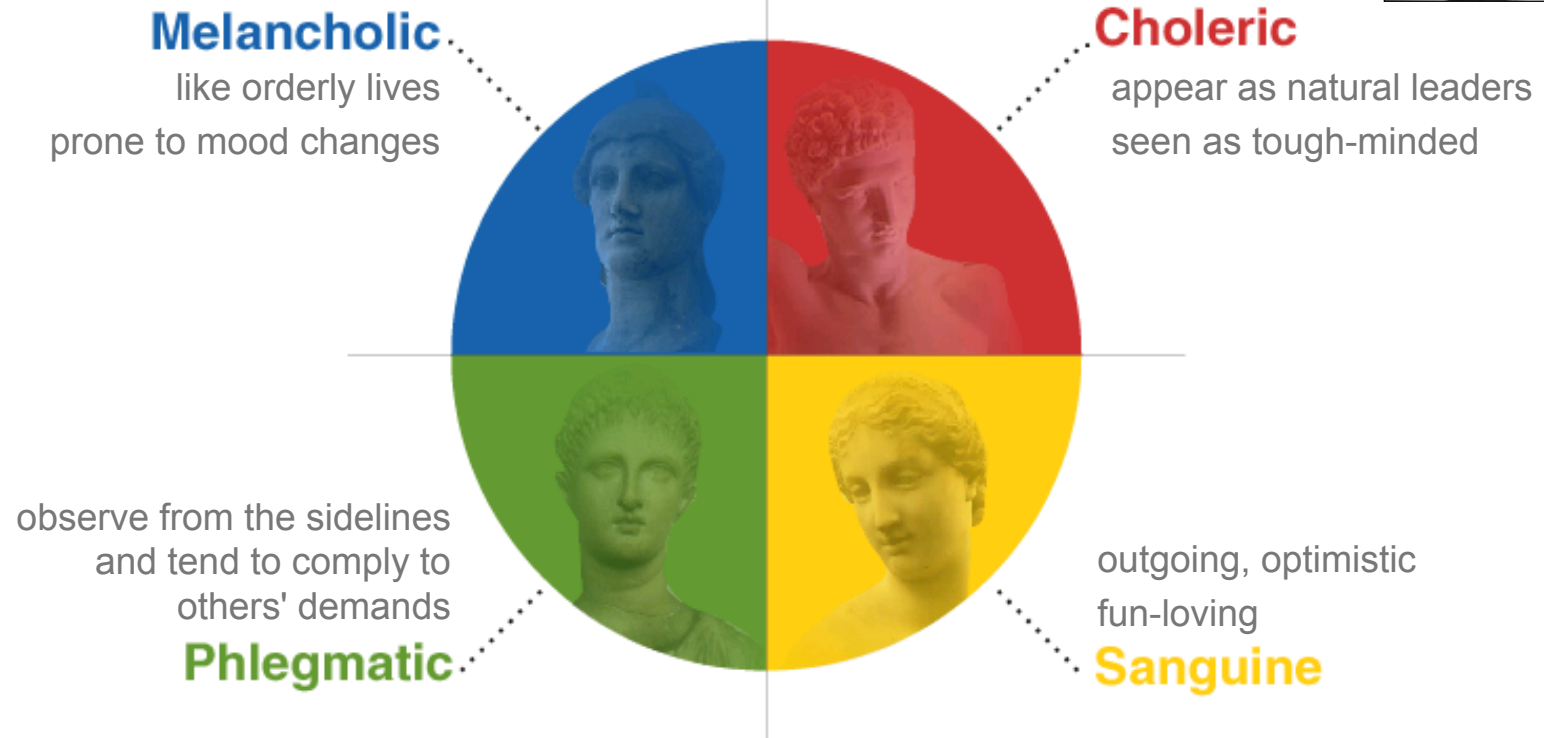 Melancholic
like orderly lives
prone to mood changes
Choleric
appear as natural leaders
seen as tough-minded
observe from the sidelines
and tend to comply to
others' demands
Phlegmatic
outgoing, optimistic
fun-loving
Sanguine